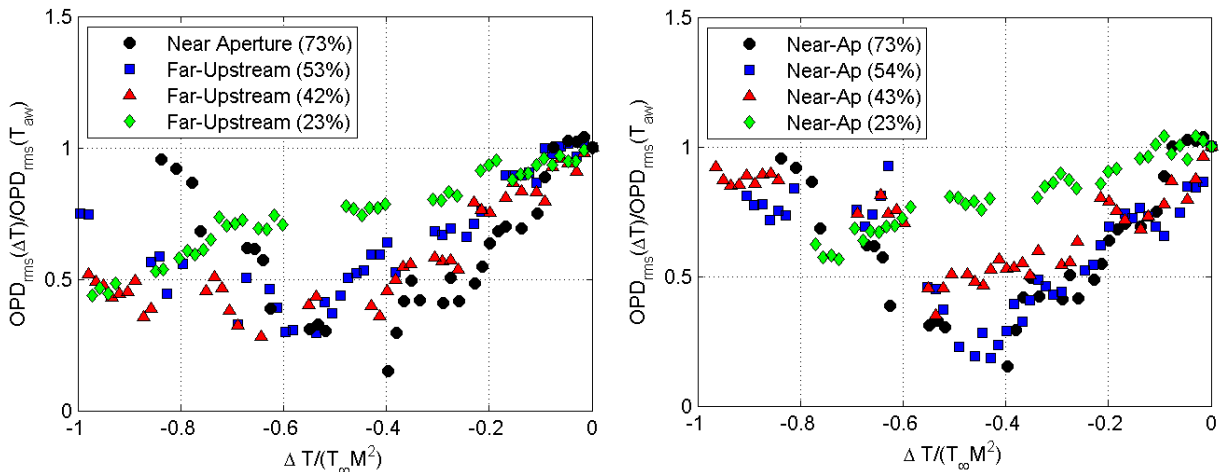 OPD_rms(ΔT)/OPD_rms(T_aw)
1.5
1
0.5
0
Near Aperture (73%)
Far-Upstream (53%)
Far-Upstream (42%)
Far-Upstream (23%)
-1 -0.8 -0.6 -0.4 -0.2 0
Δ T/(T_∞M²)
OPD_rms(ΔT)/OPD_rms(T_aw)
1.5
1
0.5
0
Near-Ap (73%)
Near-Ap (54%)
Near-Ap (43%)
Near-Ap (23%)
-1 -0.8 -0.6 -0.4 -0.2 0
Δ T/(T_∞M²)